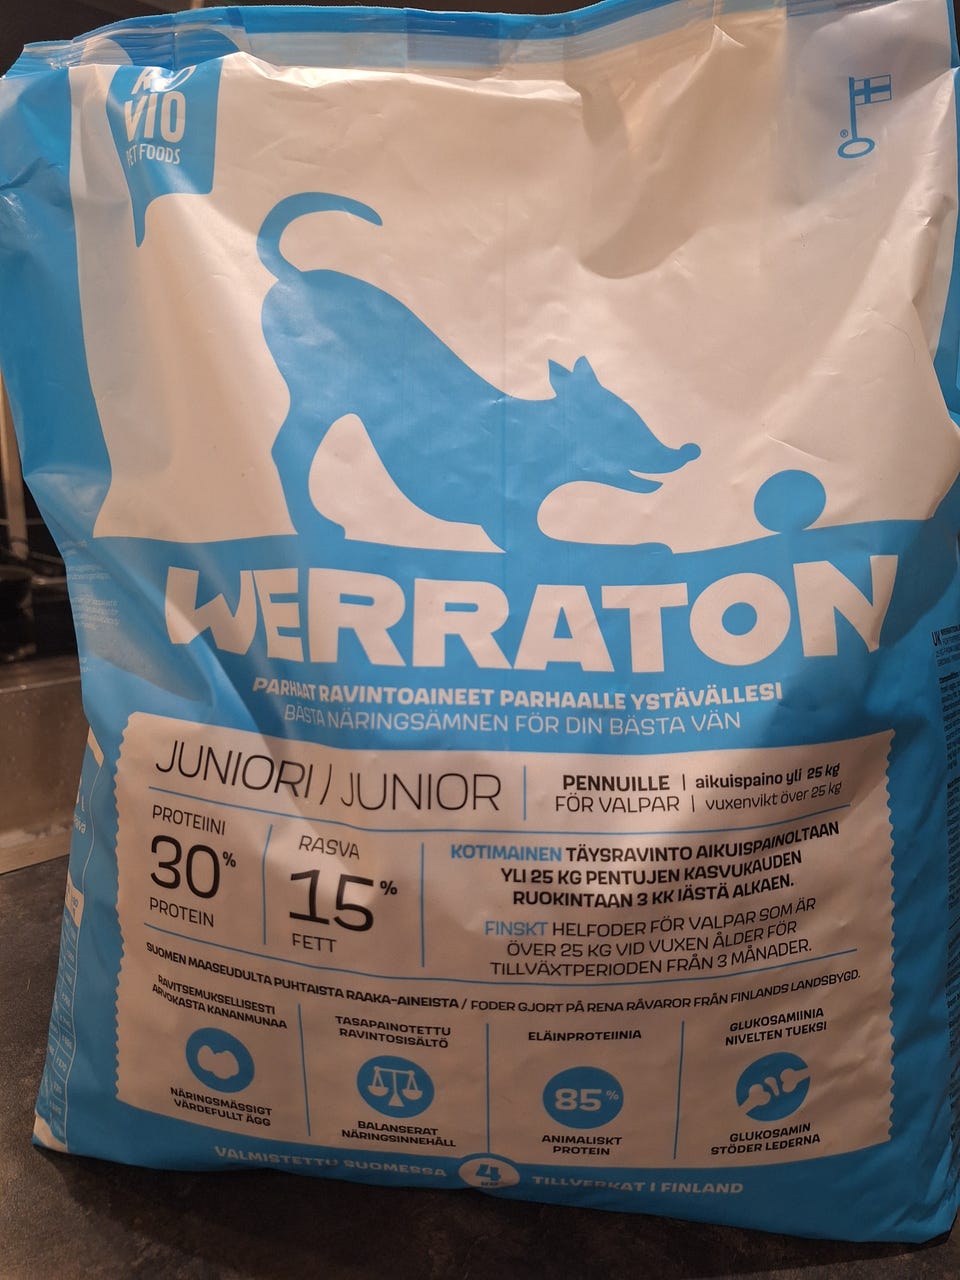 VIO
PET FOODS
®
WERRATON
PARHAAT RAVINTOAINEET PARHAALLE YSTÄVÄLLESI
BÄSTA NÄRINGSÄMNEN FÖR DIN BÄSTA VÄN
JUNIORI / JUNIOR
PENNUILLE | aikuispaino yli 25 kg
FÖR VALPAR | vuxenvikt över 25 kg
PROTEIINI
30%
PROTEIN
RASVA
15%
FETT
KOTIMAINEN TÄYSRAVINTO AIKUISPAINOLTAAN
YLI 25 KG PENTUJEN KASVUKAUDEN
RUOKINTAAN 3 KK IÄSTÄ ALKAEN.
FINSKT HELFODER FÖR VALPAR SOM ÄR
ÖVER 25 KG VID VUXEN ÅLDER FÖR
TILLVÄXTPERIODEN FRÅN 3 MÅNADER.
SUOMEN MAASEUDULTA PUHTAISTA RAAKA-AINEISTA / FODER GJORT PÅ RENA RÅVAROR FRÅN FINLANDS LANDSBYGD.
RAVITSEMUKSELLISESTI
ARVOKASTA KANANMUNAA
NÄRINGSMÄSSIGT
VÄRDEFULLT ÄGG
TASAPAINOTETTU
RAVINTOSISÄLTÖ
BALANSERAT
NÄRINGSINNEHÅLL
ELÄINPROTEIINIA
85%
ANIMALISKT
PROTEIN
GLUKOSAMIINIA
NIVELTEN TUEKSI
GLUKOSAMIN
STÖDER LEDERNA
VALMISTETTU SUOMESSA 4 KG TILLVERKAT I FINLAND
UK